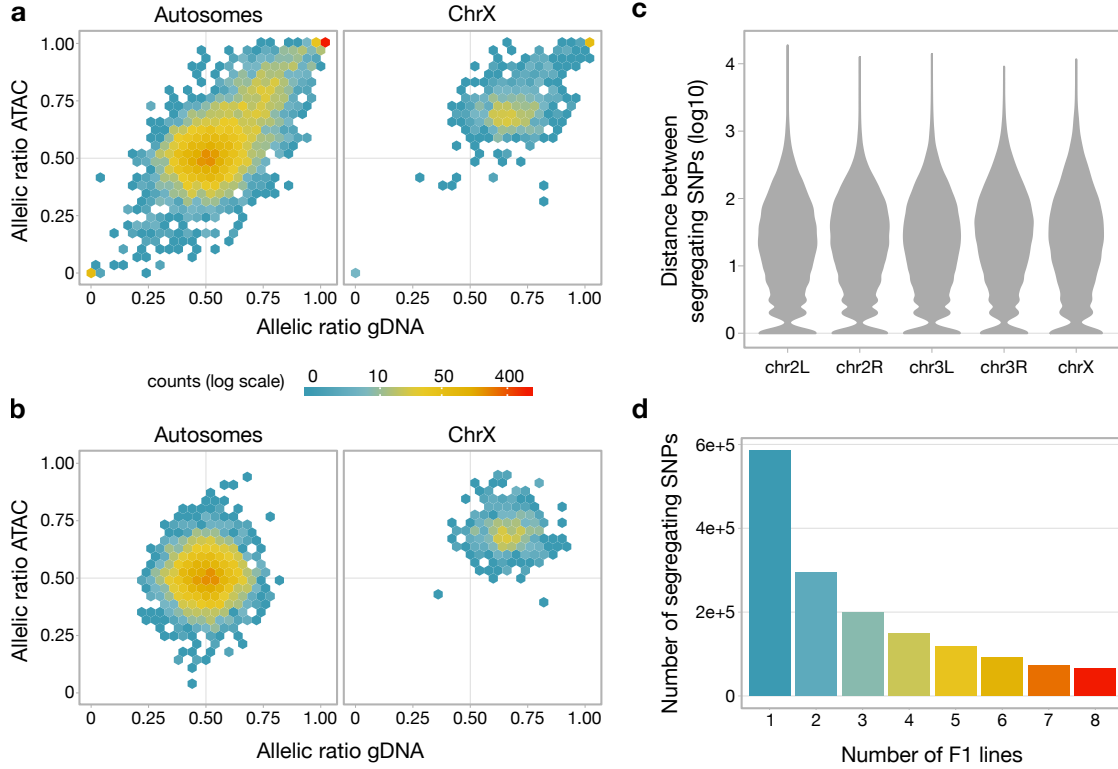 a
Autosomes
ChrX
Allelic ratio ATAC
1.00
0.75
0.50
0.25
0
0
0.25
0.50
0.75
1.00
0
0.25
0.50
0.75
1.00
Allelic ratio gDNA
counts (log scale)
0
10
50
400
b
Autosomes
ChrX
Allelic ratio ATAC
1.00
0.75
0.50
0.25
0
0
0.25
0.50
0.75
1.00
0
0.25
0.50
0.75
1.00
Allelic ratio gDNA
c
Distance between
segregating SNPs (log10)
4
3
2
1
0
chr2L
chr2R
chr3L
chr3R
chrX
d
Number of segregating SNPs
6e+5
4e+5
2e+5
0
1
2
3
4
5
6
7
8
Number of F1 lines